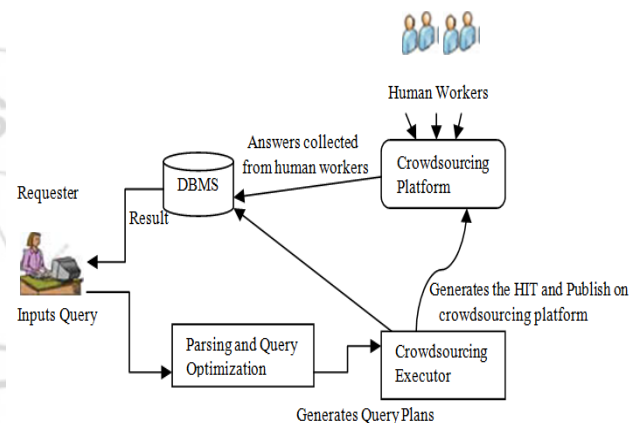 Human Workers
Answers collected
from human workers
Crowdsourcing
Platform
DBMS
Requester
Result
Inputs Query
Generates the HIT and Publish on
crowdsourcing platform
Parsing and Query
Optimization
Crowdsourcing
Executor
Generates Query Plans